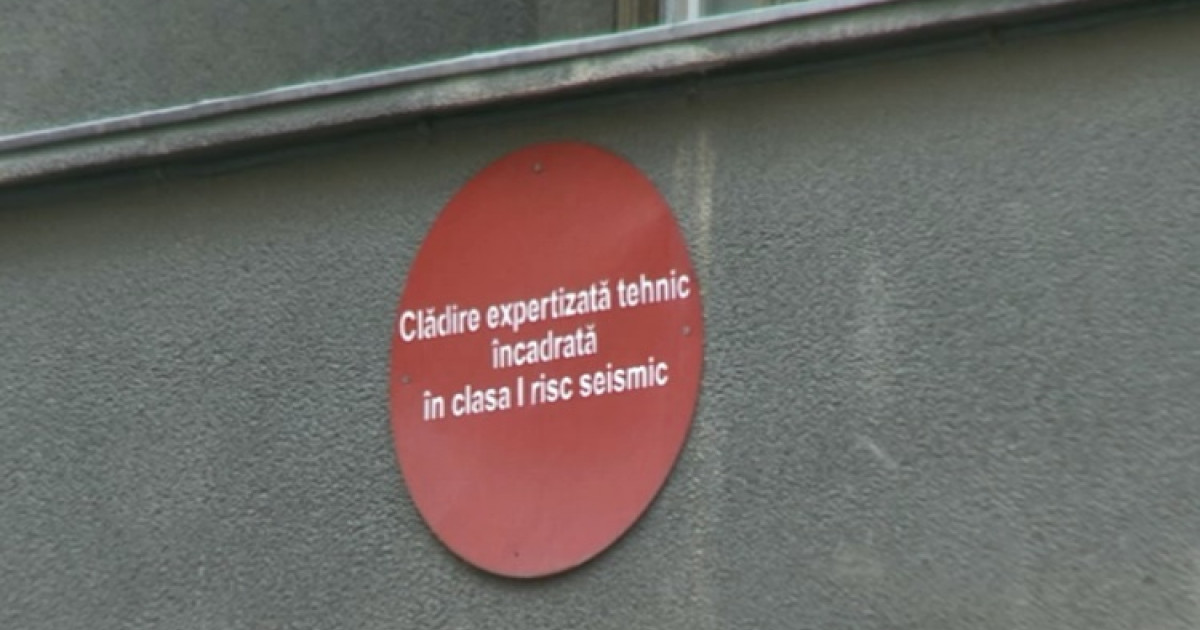 Clădire expertizată tehnic
încadrată
în clasa I risc seismic